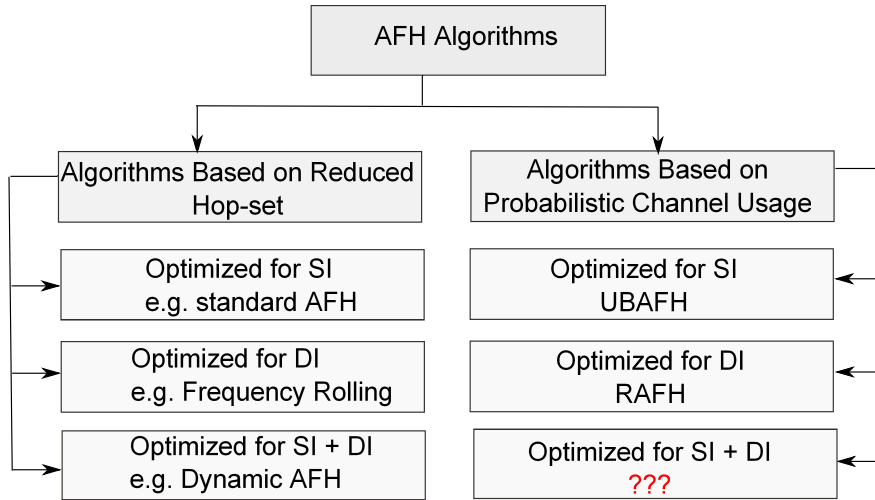 AFH Algorithms
Algorithms Based on Reduced
Hop-set
Optimized for SI
e.g. standard AFH
Optimized for DI
e.g. Frequency Rolling
Optimized for SI + DI
e.g. Dynamic AFH
Algorithms Based on
Probabilistic Channel Usage
Optimized for SI
UBAFH
Optimized for DI
RAFH
Optimized for SI + DI
???